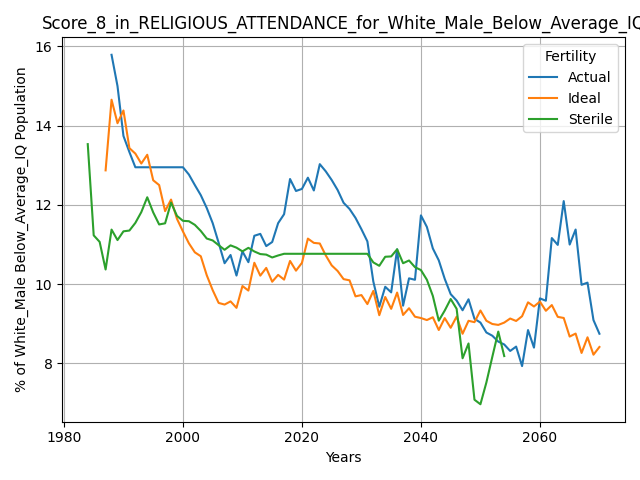 Score_8_in_RELIGIOUS_ATTENDANCE_for_White_Male_Below_Average_IQ
% of White_Male Below_Average_IQ Population
16
14
12
10
8
Fertility
Actual
Ideal
Sterile
1980
2000
2020
2040
2060
Years